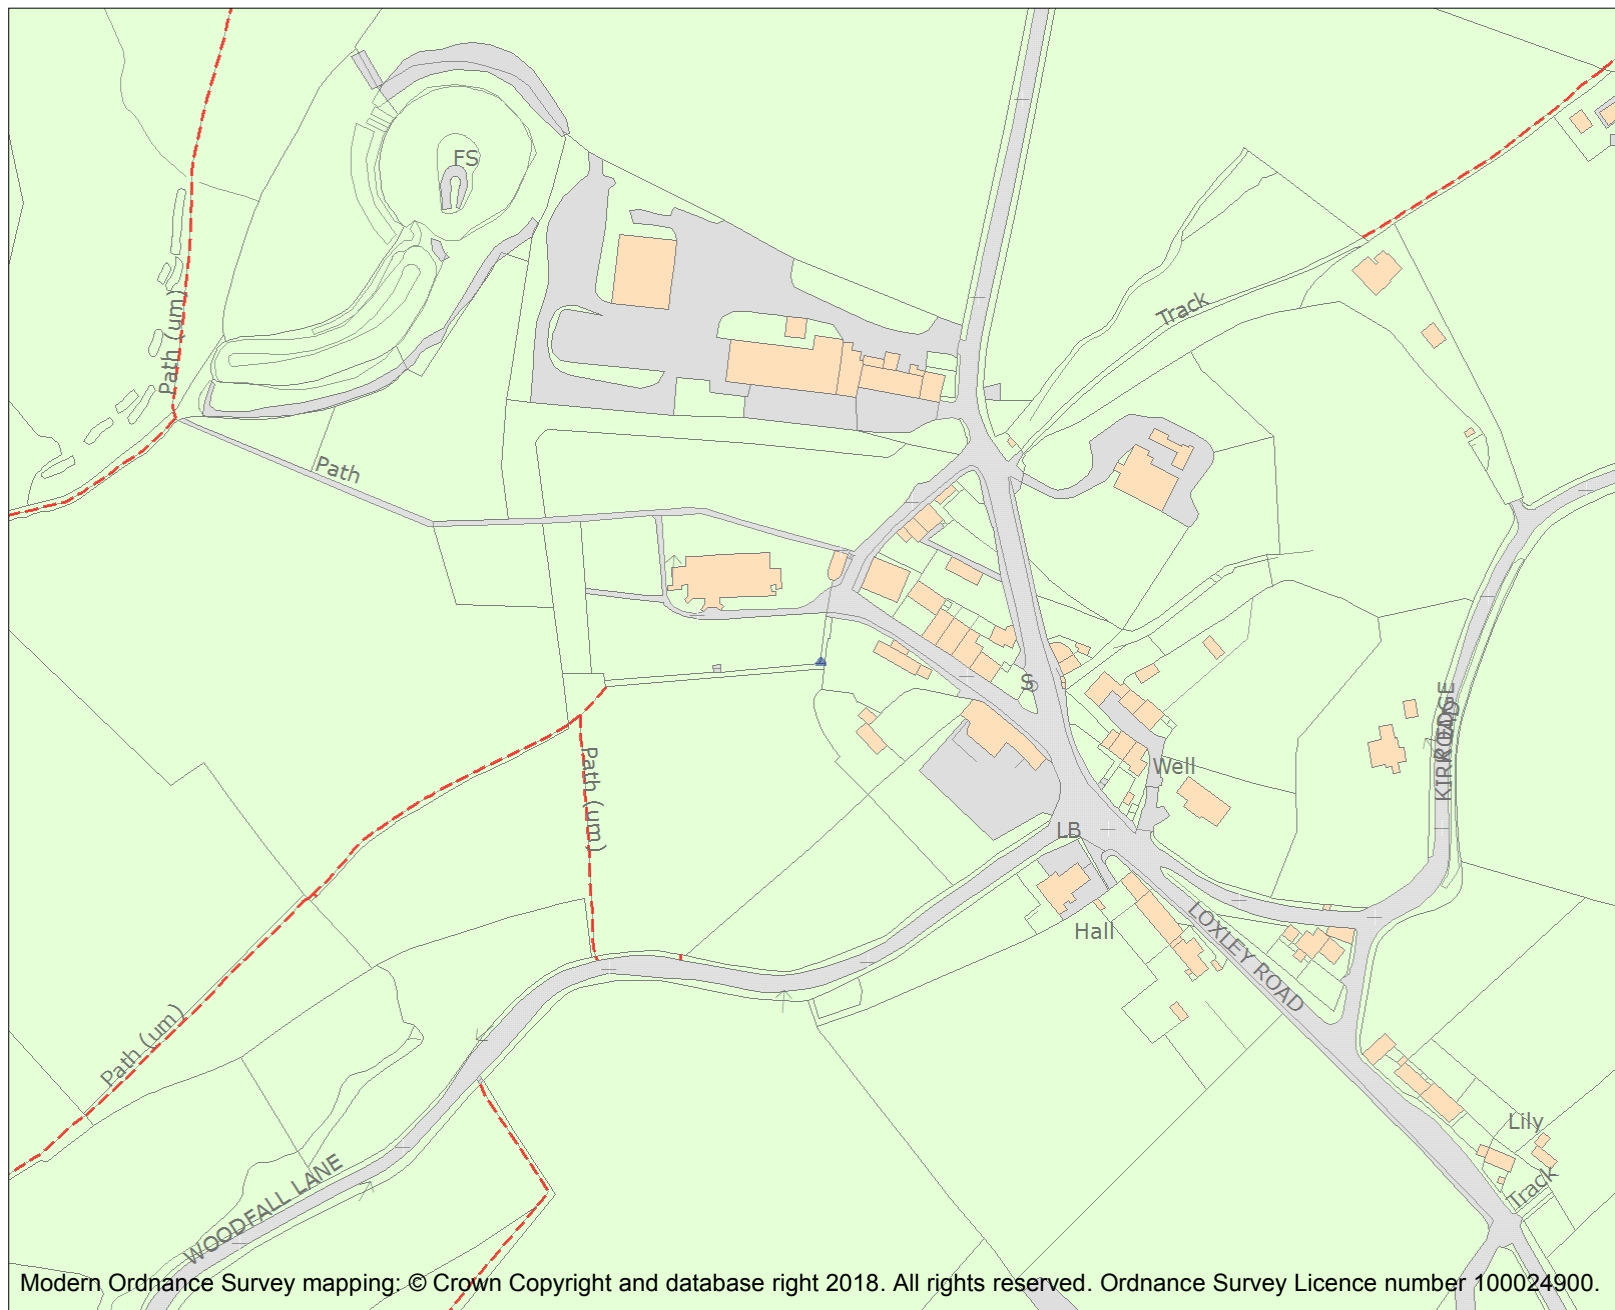 FS
Path (um)
Track
Path
S
Path (um)
Well
KIRK EDGE
ROAD
LB
Hall
LOXLEY ROAD
Path (um)
Lily
Track
WOODFALL LANE
Modern Ordnance Survey mapping: © Crown Copyright and database right 2018. All rights reserved. Ordnance Survey Licence number 100024900.